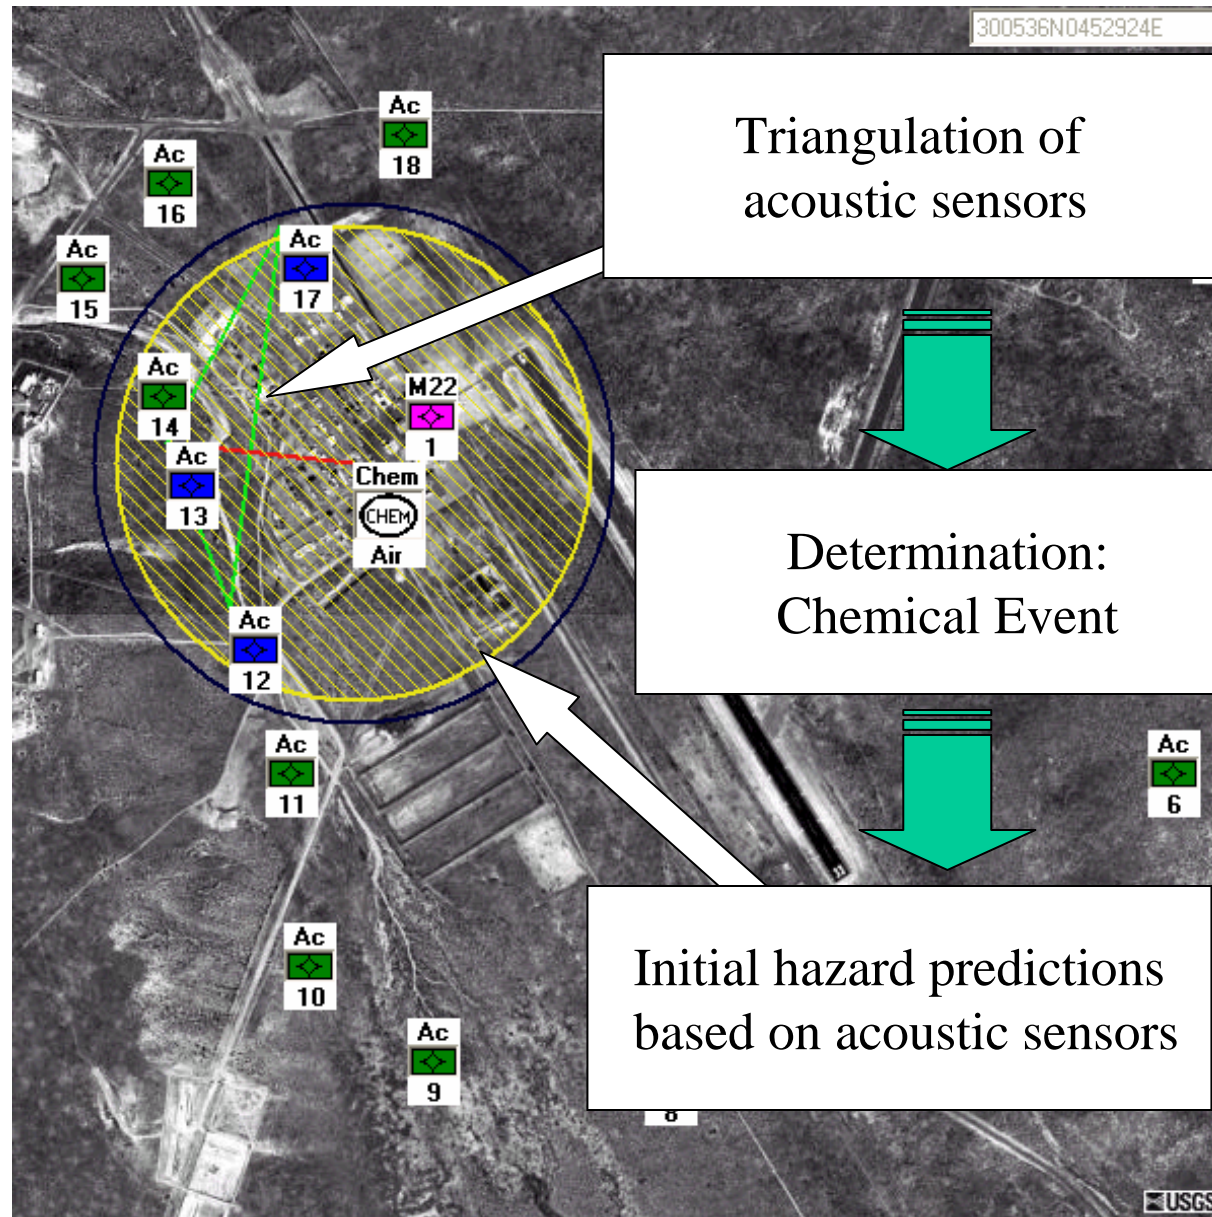 300536N0452924E
Triangulation of
acoustic sensors
Ac
18
Ac
16
Ac
17
Ac
15
Ac
14
M22
1
Ac
13
Chem
CHEM
Air
Determination:
Chemical Event
Ac
12
Ac
11
Ac
6
Ac
10
Initial hazard predictions
based on acoustic sensors
Ac
9
8
33
USGS